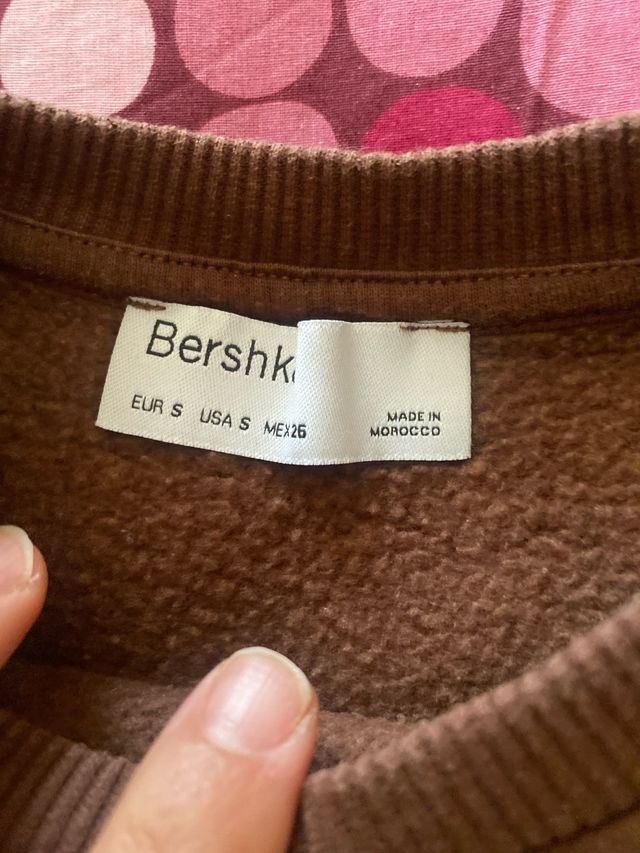 Bershk
EUR S USA S MEX26
MADE IN
MOROCCO